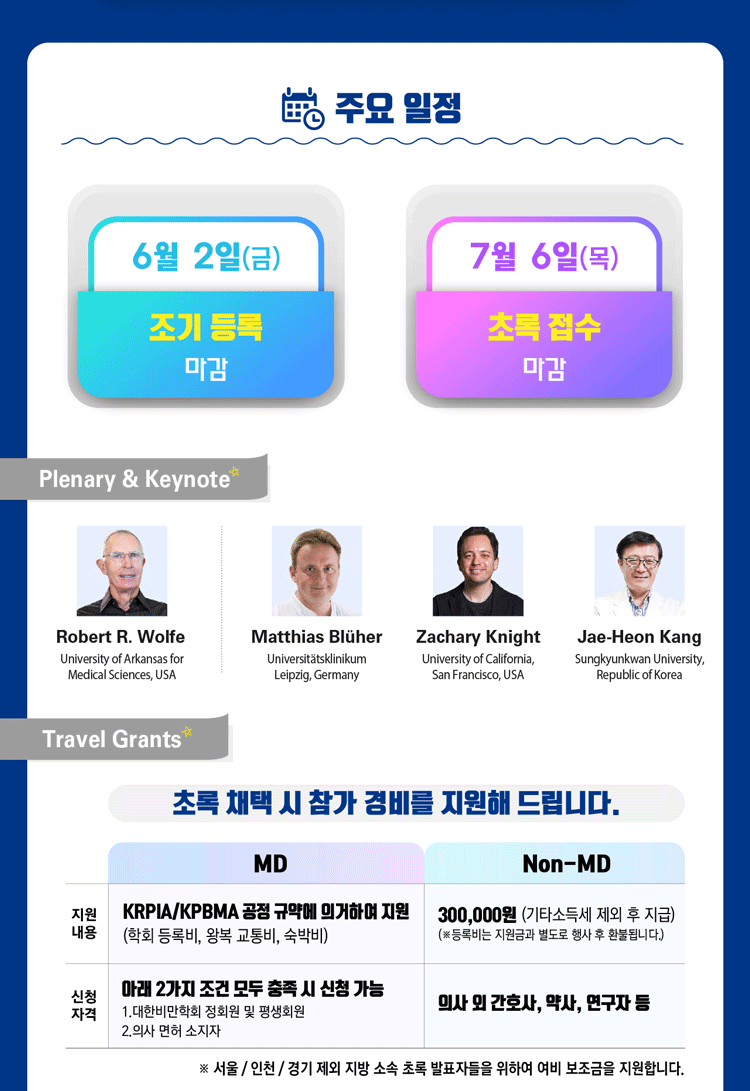 주요 일정
6월 2일(금)
조기 등록
마감
7월 6일(목)
초록 접수
마감
Plenary & Keynote
Robert R. Wolfe
University of Arkansas for
Medical Sciences, USA
Matthias Blüher
Universitätsklinikum
Leipzig, Germany
Zachary Knight
University of California,
San Francisco, USA
Jae-Heon Kang
Sungkyunkwan University,
Republic of Korea
Travel Grants
초록 채택 시 참가 경비를 지원해 드립니다.
MD
Non-MD
지원
내용
KRPIA/KPBMA 공정 규약에 의거하여 지원
(학회 등록비, 왕복 교통비, 숙박비)
300,000원 (기타소득세 제외 후 지급)
(※등록비는 지원금과 별도로 행사 후 환불됩니다.)
신청
자격
아래 2가지 조건 모두 충족 시 신청 가능
1.대한비만학회 정회원 및 평생회원
2.의사 면허 소지자
의사 외 간호사, 약사, 연구자 등
※ 서울 / 인천 / 경기 제외 지방 소속 초록 발표자들을 위하여 여비 보조금을 지원합니다.